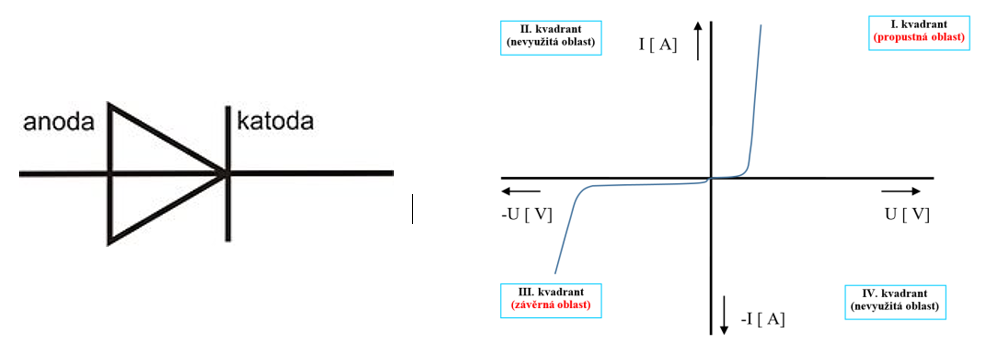 anoda
katoda
II. kvadrant
(nevyužitá oblast)
I [ A]
I. kvadrant
(propustná oblast)
-U [ V]
U [ V]
III. kvadrant
(závěrná oblast)
-I [ A]
IV. kvadrant
(nevyužitá oblast)